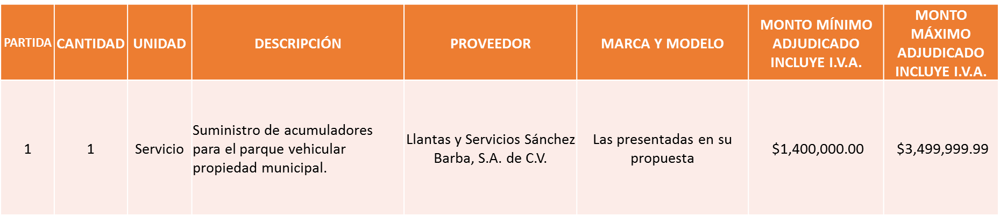 PARTIDA
CANTIDAD
UNIDAD
DESCRIPCIÓN
PROVEEDOR
MARCA Y MODELO
MONTO MÍNIMO
ADJUDICADO
INCLUYE I.V.A.
MONTO
MÁXIMO
ADJUDICADO
INCLUYE I.V.A.
1
1
Servicio
Suministro de acumuladores
para el parque vehicular
propiedad municipal.
Llantas y Servicios Sánchez
Barba, S.A. de C.V.
Las presentadas en su
propuesta
$1,400,000.00
$3,499,999.99